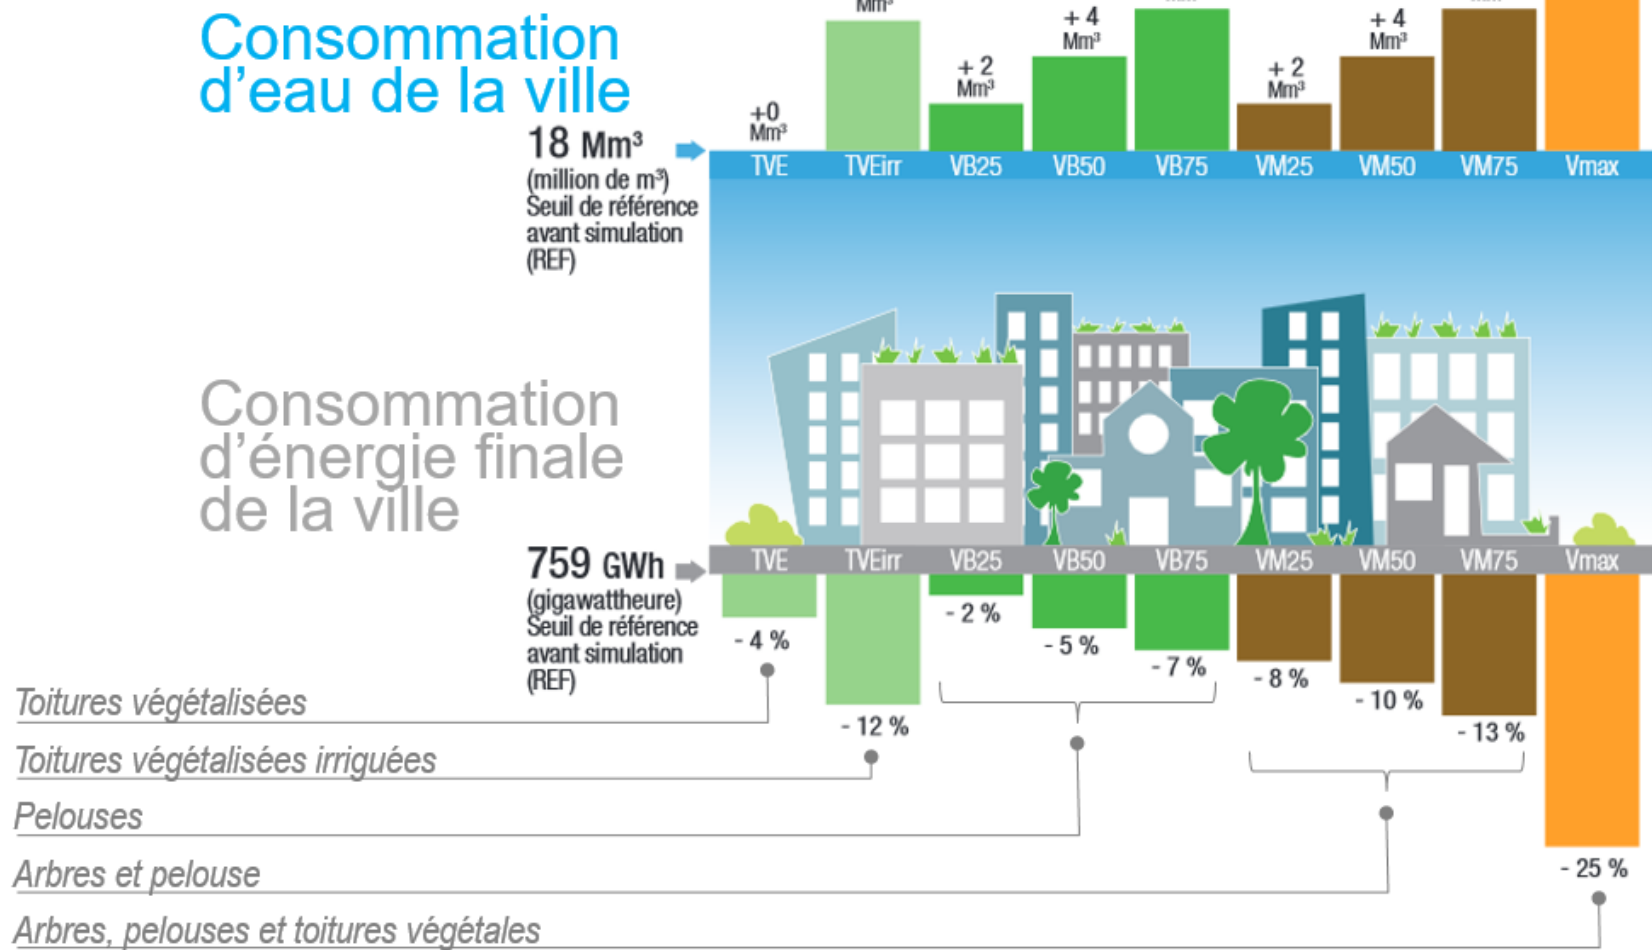 Mm³
Consommation
d'eau de la ville
+ 4
Mm³
+ 4
Mm³
+ 2
Mm³
+ 2
Mm³
+0
Mm³
18 Mm³
(million de m³)
Seuil de référence
avant simulation
(REF)
TVE TVEirr VB25 VB50 VB75 VM25 VM50 VM75 Vmax
Consommation
d'énergie finale
de la ville
759 GWh
(gigawattheure)
Seuil de référence
avant simulation
(REF)
TVE TVEirr VB25 VB50 VB75 VM25 VM50 VM75 Vmax
- 4 %
- 12 %
- 2 %
- 5 %
- 7 %
- 8 %
- 10 %
- 13 %
- 25 %
Toitures végétalisées
Toitures végétalisées irriguées
Pelouses
Arbres et pelouse
Arbres, pelouses et toitures végétales